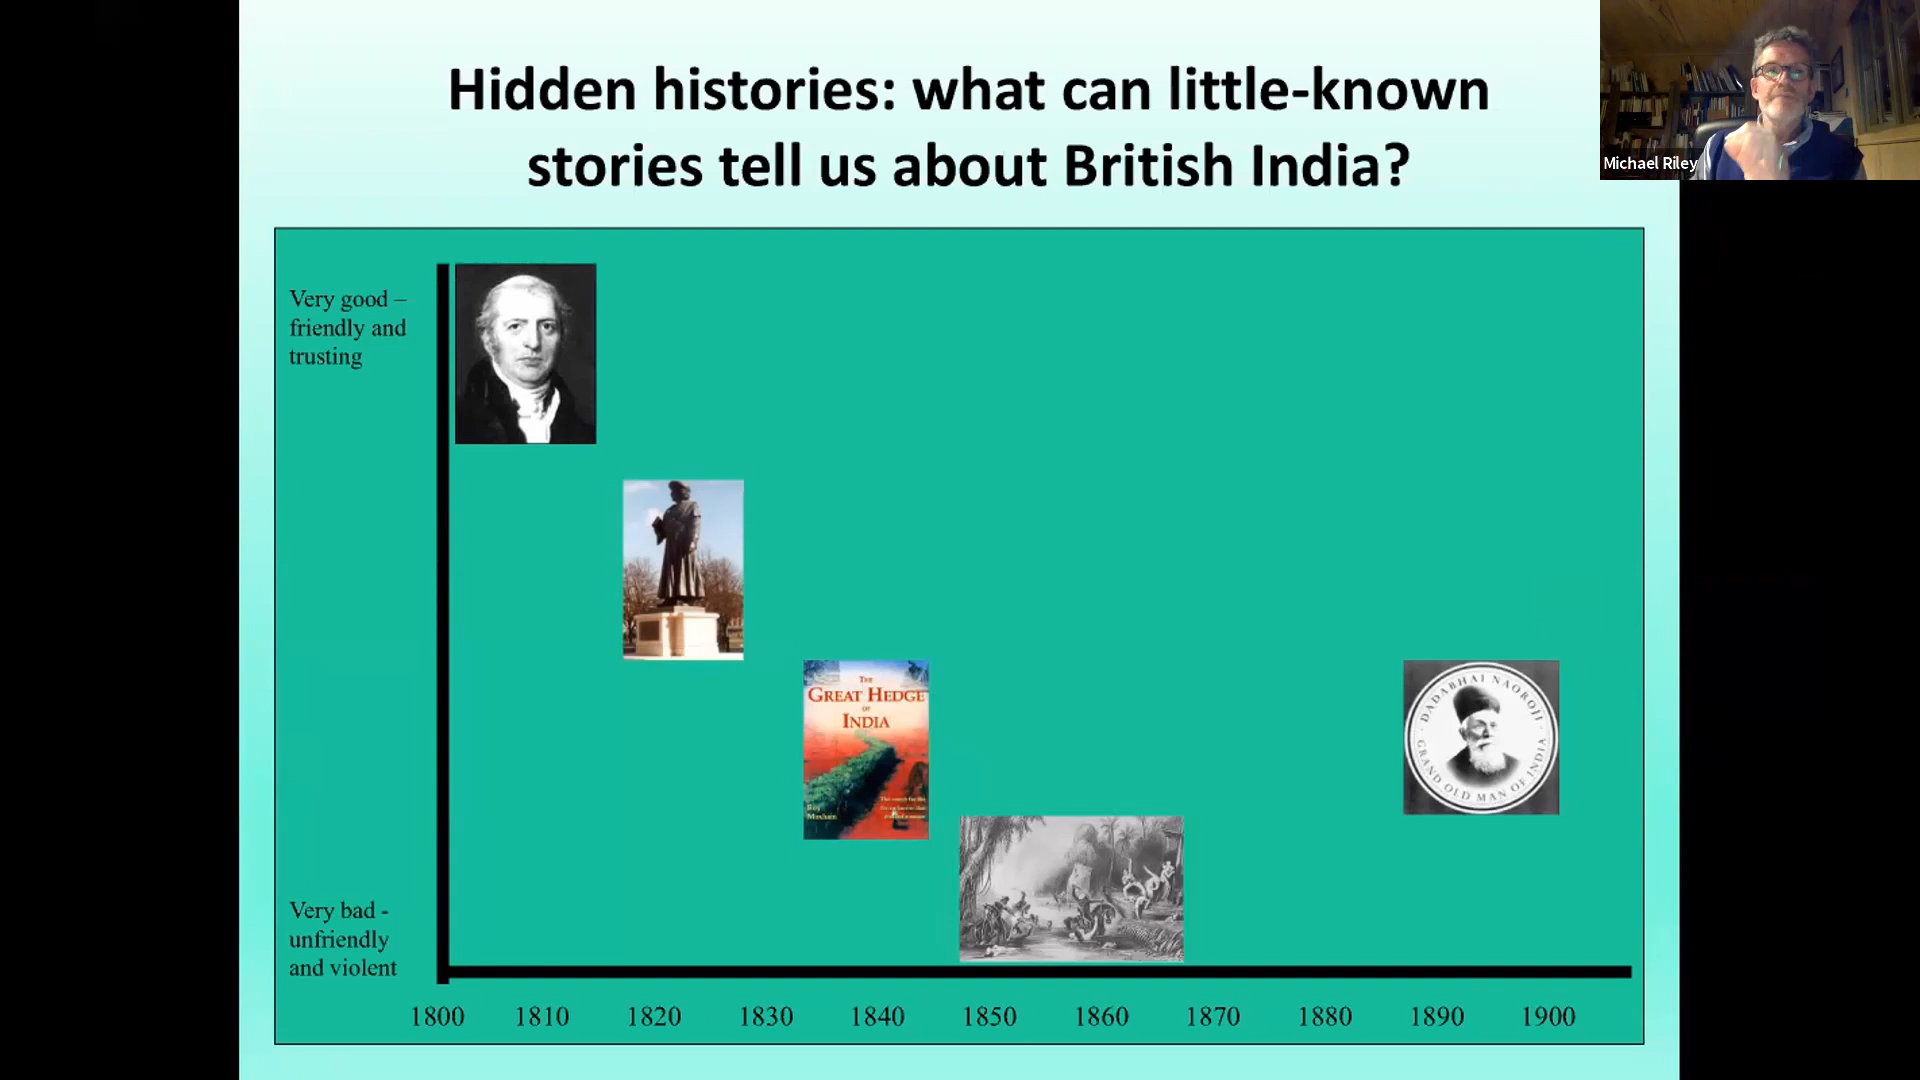 Hidden histories: what can little-known
stories tell us about British India?
Michael Riley
Very good –
friendly and
trusting
THE
GREAT HEDGE
OF
INDIA
Roy
Moxham
DADABHAI NAOROJI
GRAND OLD MAN OF INDIA
Very bad -
unfriendly
and violent
1800 1810 1820 1830 1840 1850 1860 1870 1880 1890 1900